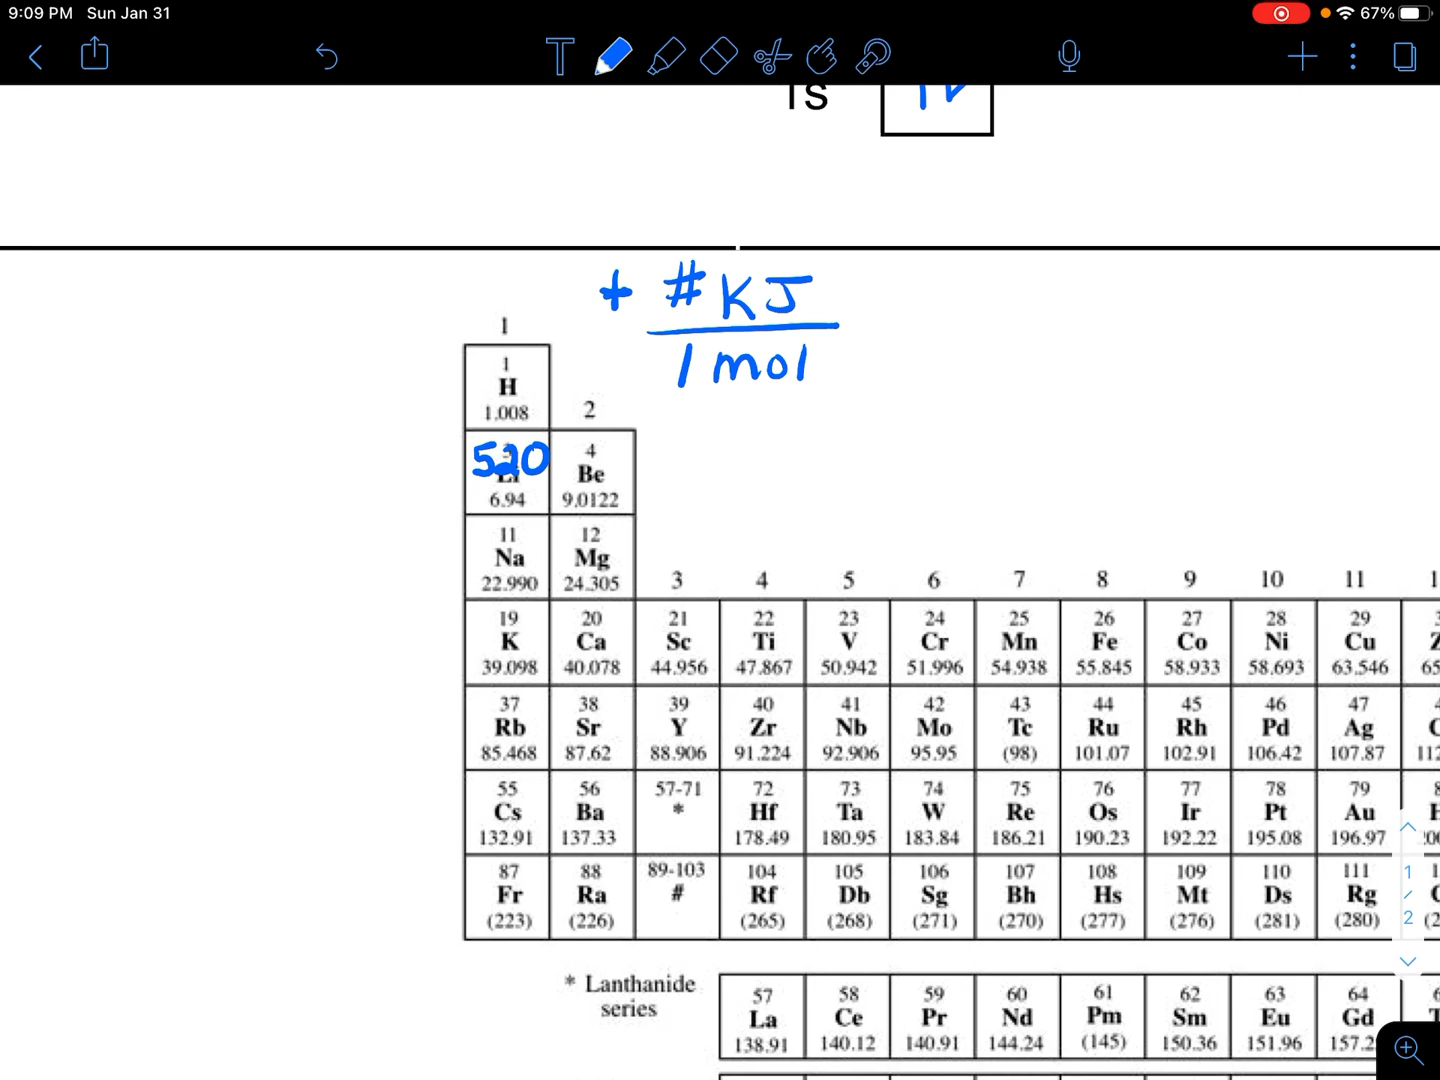 9:09 PM Sun Jan 31 67%
T
is
+ #KJ
1 mol
1
1
H
1.008
2
520
6.94
4
Be
9.0122
11
Na
22.990
12
Mg
24.305
3 4 5 6 7 8 9 10 11
19 20 21 22 23 24 25 26 27 28 29
K Ca Sc Ti V Cr Mn Fe Co Ni Cu
39.098 40.078 44.956 47.867 50.942 51.996 54.938 55.845 58.933 58.693 63.546 65
37 38 39 40 41 42 43 44 45 46 47
Rb Sr Y Zr Nb Mo Tc Ru Rh Pd Ag
85.468 87.62 88.906 91.224 92.906 95.95 (98) 101.07 102.91 106.42 107.87 112
55 56 57-71 72 73 74 75 76 77 78 79
Cs Ba * Hf Ta W Re Os Ir Pt Au
132.91 137.33 178.49 180.95 183.84 186.21 190.23 192.22 195.08 196.97
87 88 89-103 104 105 106 107 108 109 110 111
Fr Ra # Rf Db Sg Bh Hs Mt Ds Rg
(223) (226) (265) (268) (271) (270) (277) (276) (281) (280)
1
/
2
* Lanthanide
series
57 58 59 60 61 62 63 64
La Ce Pr Nd Pm Sm Eu Gd
138.91 140.12 140.91 144.24 (145) 150.36 151.96 157.2